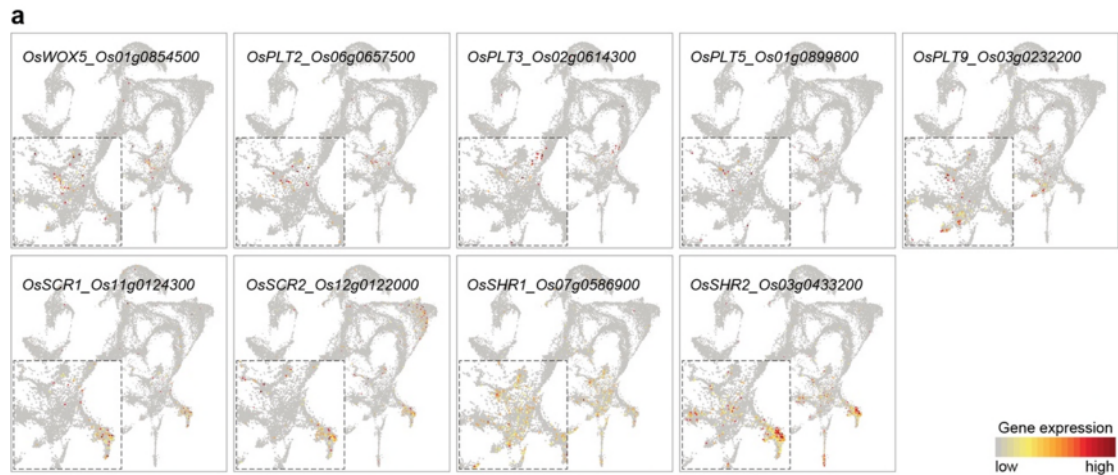 a
OsWOX5_Os01g0854500
OsPLT2_Os06g0657500
OsPLT3_Os02g0614300
OsPLT5_Os01g0899800
OsPLT9_Os03g0232200
OsSCR1_Os11g0124300
OsSCR2_Os12g0122000
OsSHR1_Os07g0586900
OsSHR2_Os03g0433200
Gene expression
low high